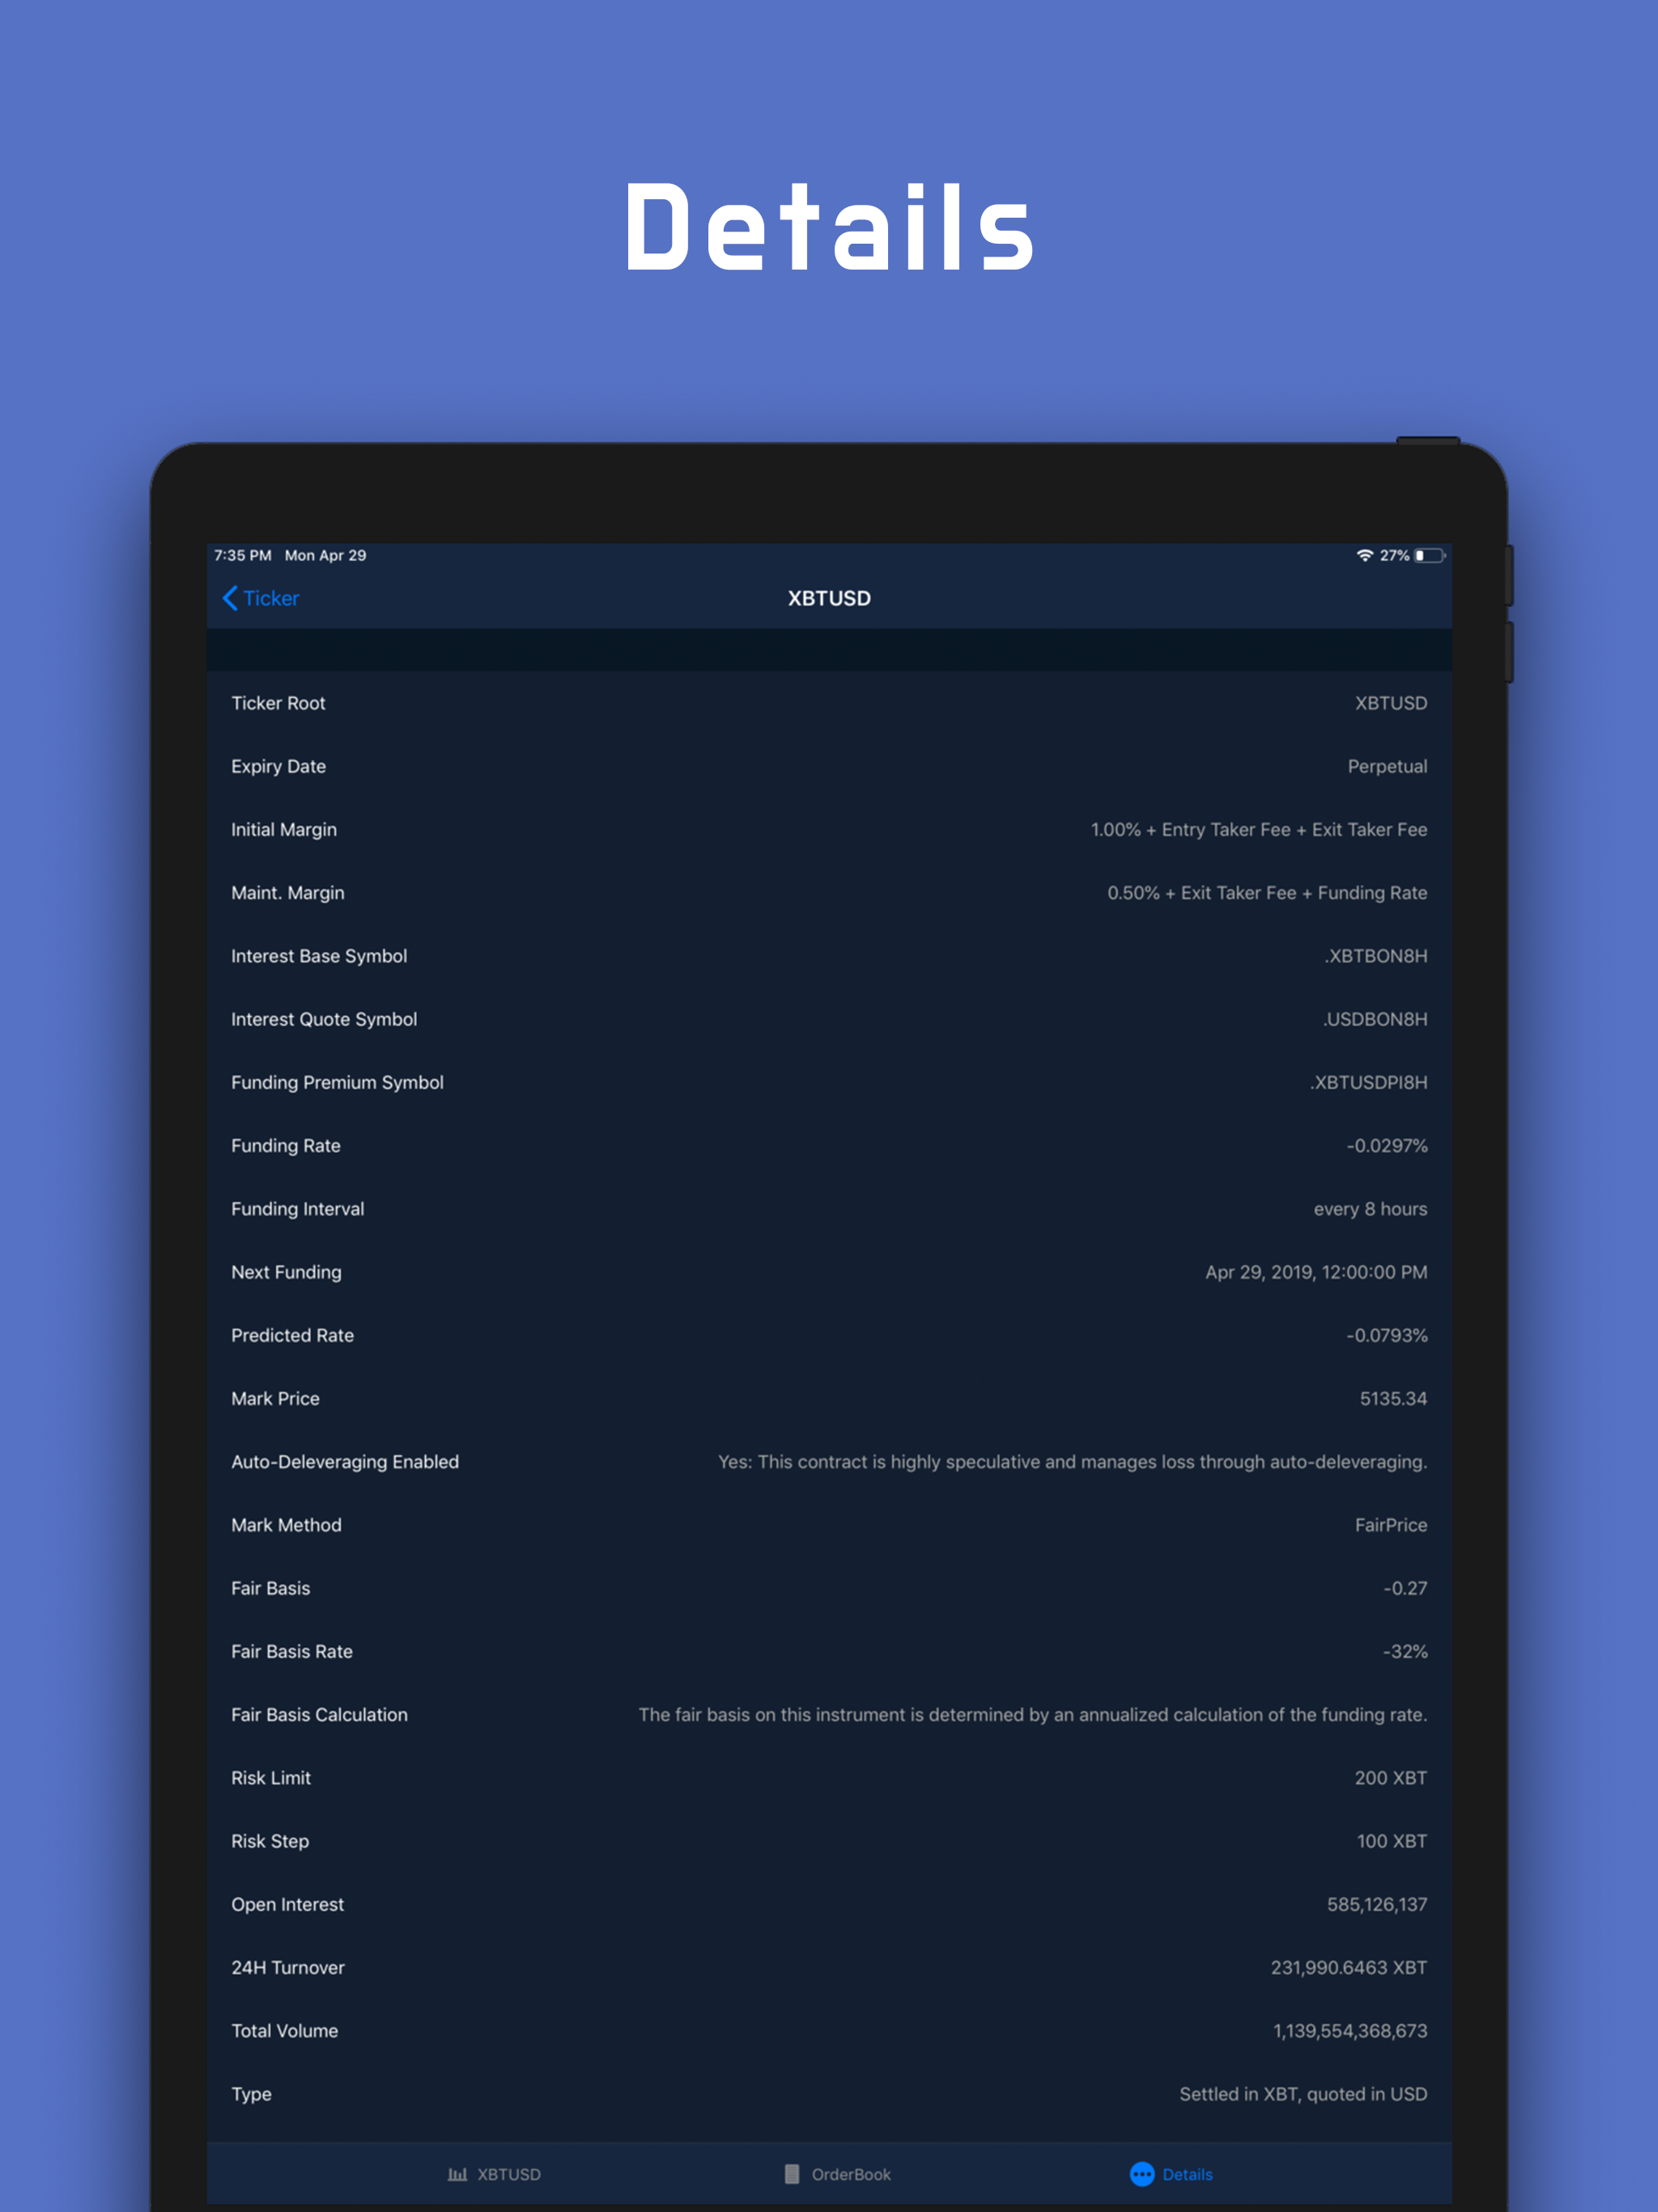 Details
7:35 PM Mon Apr 29 27%
Ticker XBTUSD
Ticker Root XBTUSD
Expiry Date Perpetual
Initial Margin 1.00% + Entry Taker Fee + Exit Taker Fee
Maint. Margin 0.50% + Exit Taker Fee + Funding Rate
Interest Base Symbol .XBTBON8H
Interest Quote Symbol .USDBON8H
Funding Premium Symbol .XBTUSDPI8H
Funding Rate -0.0297%
Funding Interval every 8 hours
Next Funding Apr 29, 2019, 12:00:00 PM
Predicted Rate -0.0793%
Mark Price 5135.34
Auto-Deleveraging Enabled Yes: This contract is highly speculative and manages loss through auto-deleveraging.
Mark Method FairPrice
Fair Basis -0.27
Fair Basis Rate -32%
Fair Basis Calculation The fair basis on this instrument is determined by an annualized calculation of the funding rate.
Risk Limit 200 XBT
Risk Step 100 XBT
Open Interest 585,126,137
24H Turnover 231,990.6463 XBT
Total Volume 1,139,554,368,673
Type Settled in XBT, quoted in USD
XBTUSD OrderBook Details